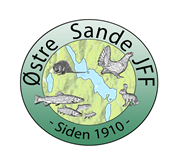 Østre Sande JFF
- Siden 1910 -